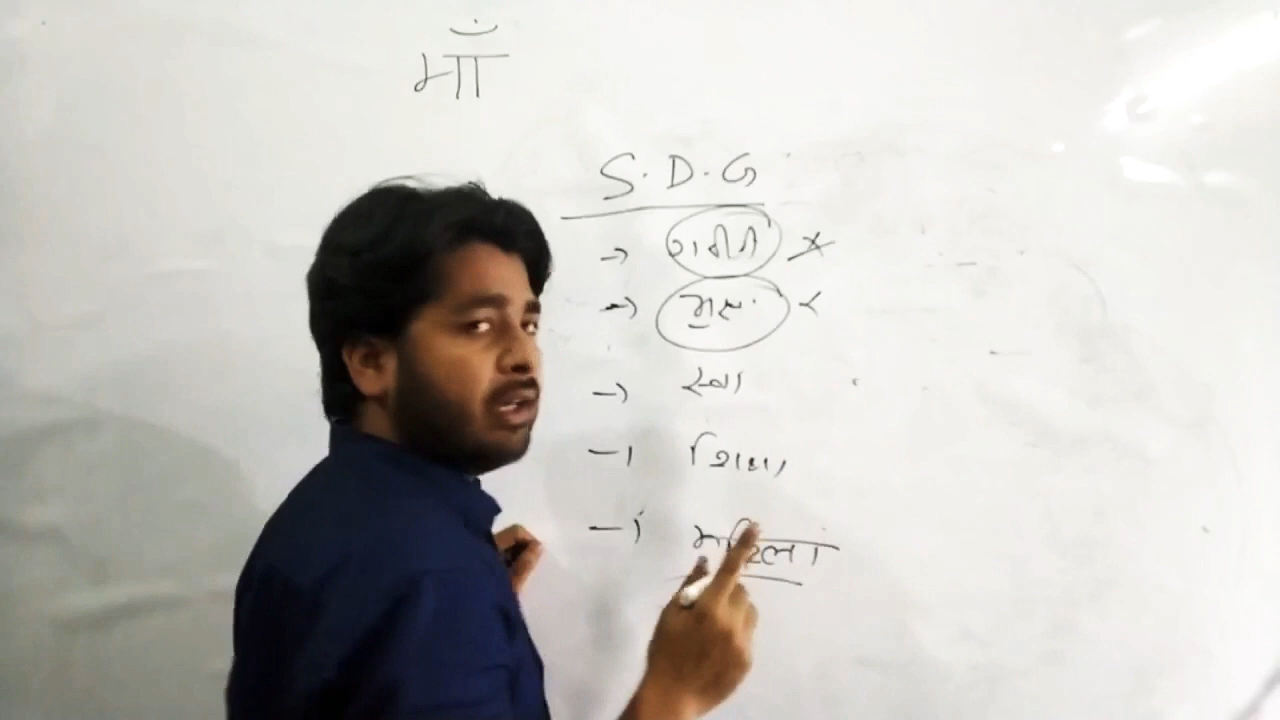 माँ
S.D.G
→ गरीबी ×
→ भुख ×
→ स्वा
→ शिक्षा
→ महिला